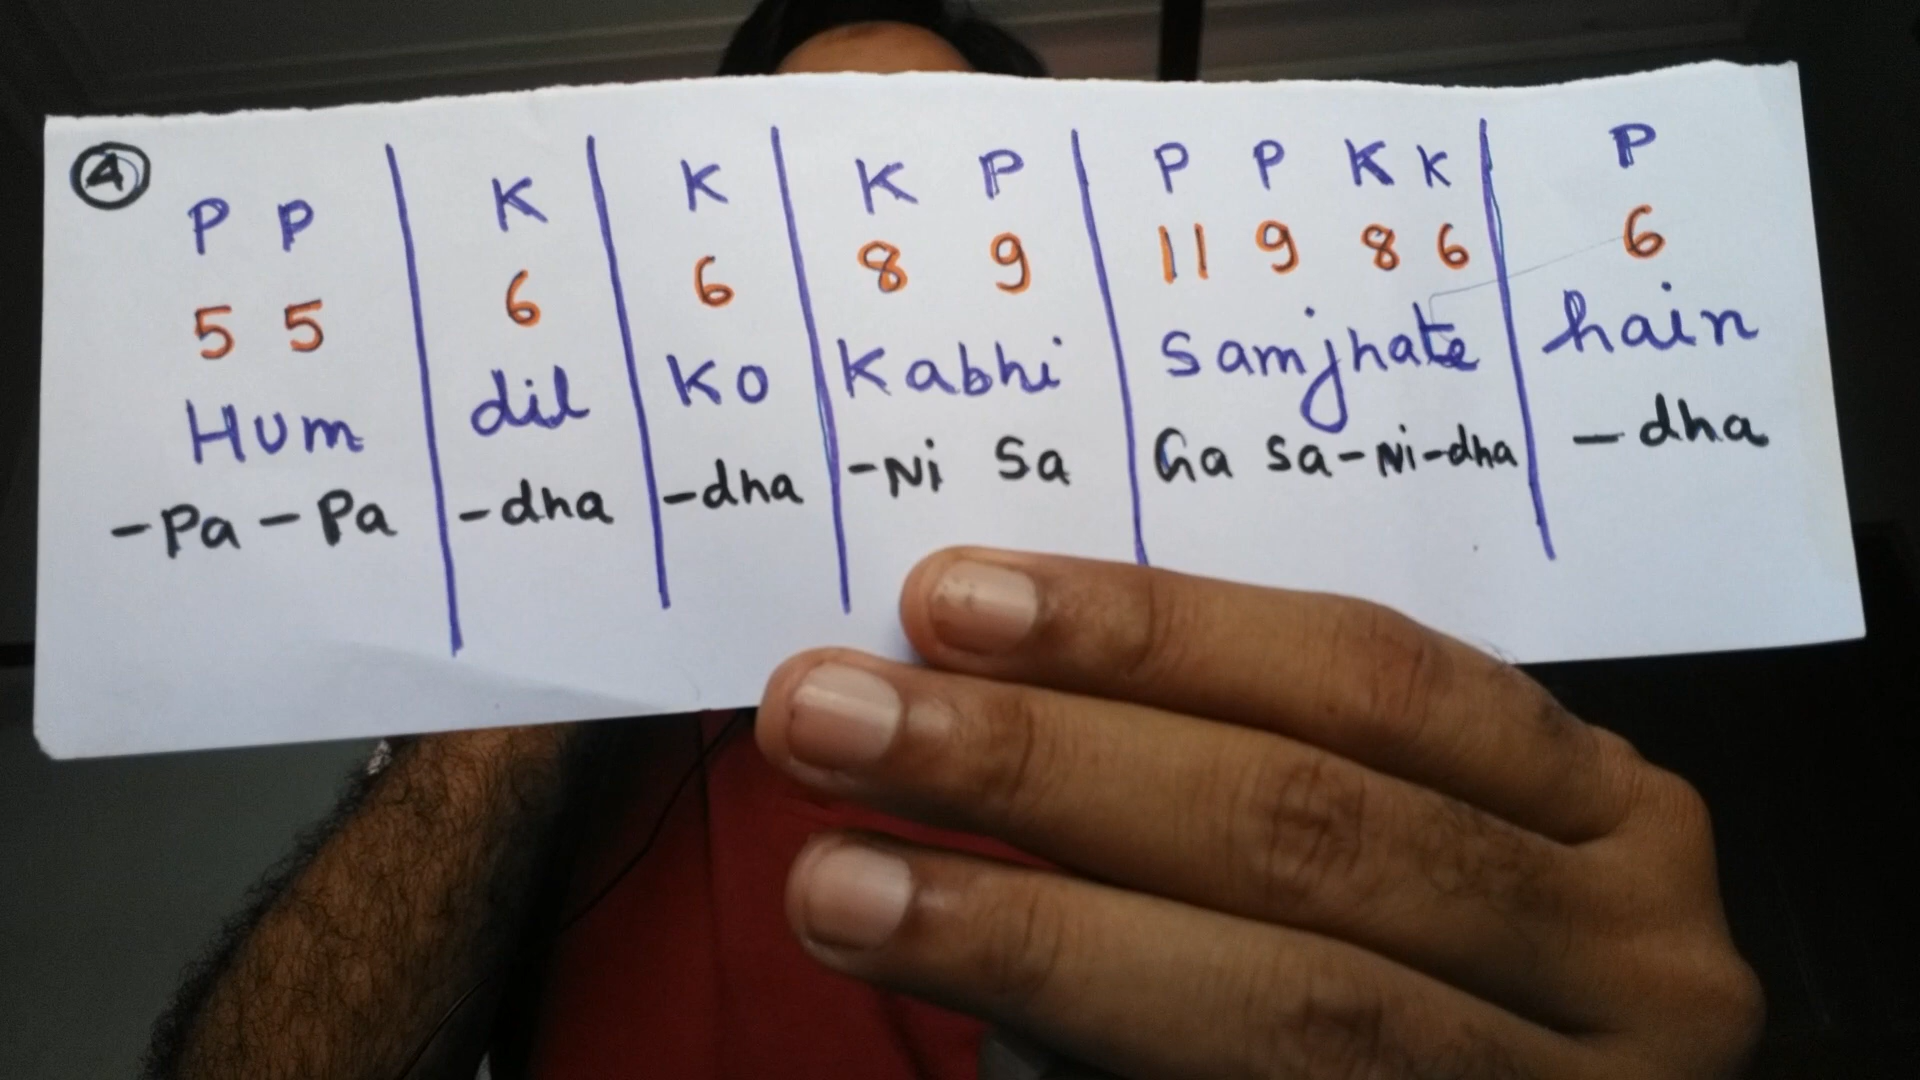 ④
P P | K | K | K P | P P K K | P
5 5 | 6 | 6 | 8 9 | 11 9 8 6 | 6
Hum | dil | Ko | Kabhi | Samjhate | hain
-Pa -Pa | -dha | -dha | -Ni Sa | Ga Sa-Ni-dha | -dha